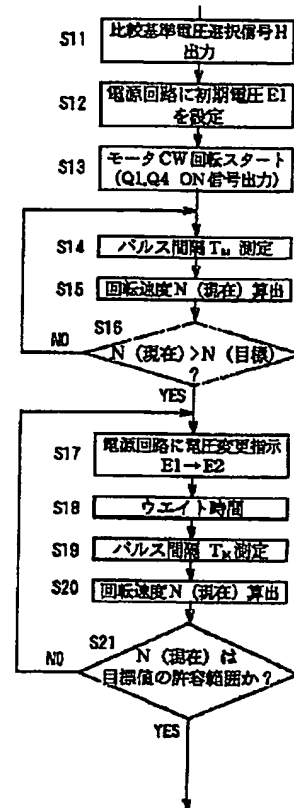 S11
比較基準電圧選択信号H
出力
S12
電源回路に初期電圧E1
を設定
S13
モータCW回転スタート
(Q1,Q4 ON信号出力)
S14
パルス間隔 TN 測定
S15
回転速度N(現在)算出
S16
NO
N(現在)>N(目標)
?
YES
S17
電源回路に電圧変更指示
E1→E2
S18
ウエイト時間
S19
パルス間隔 TN測定
S20
回転速度N(現在)算出
S21
NO
N(現在)は
目標値の許容範囲か?
YES